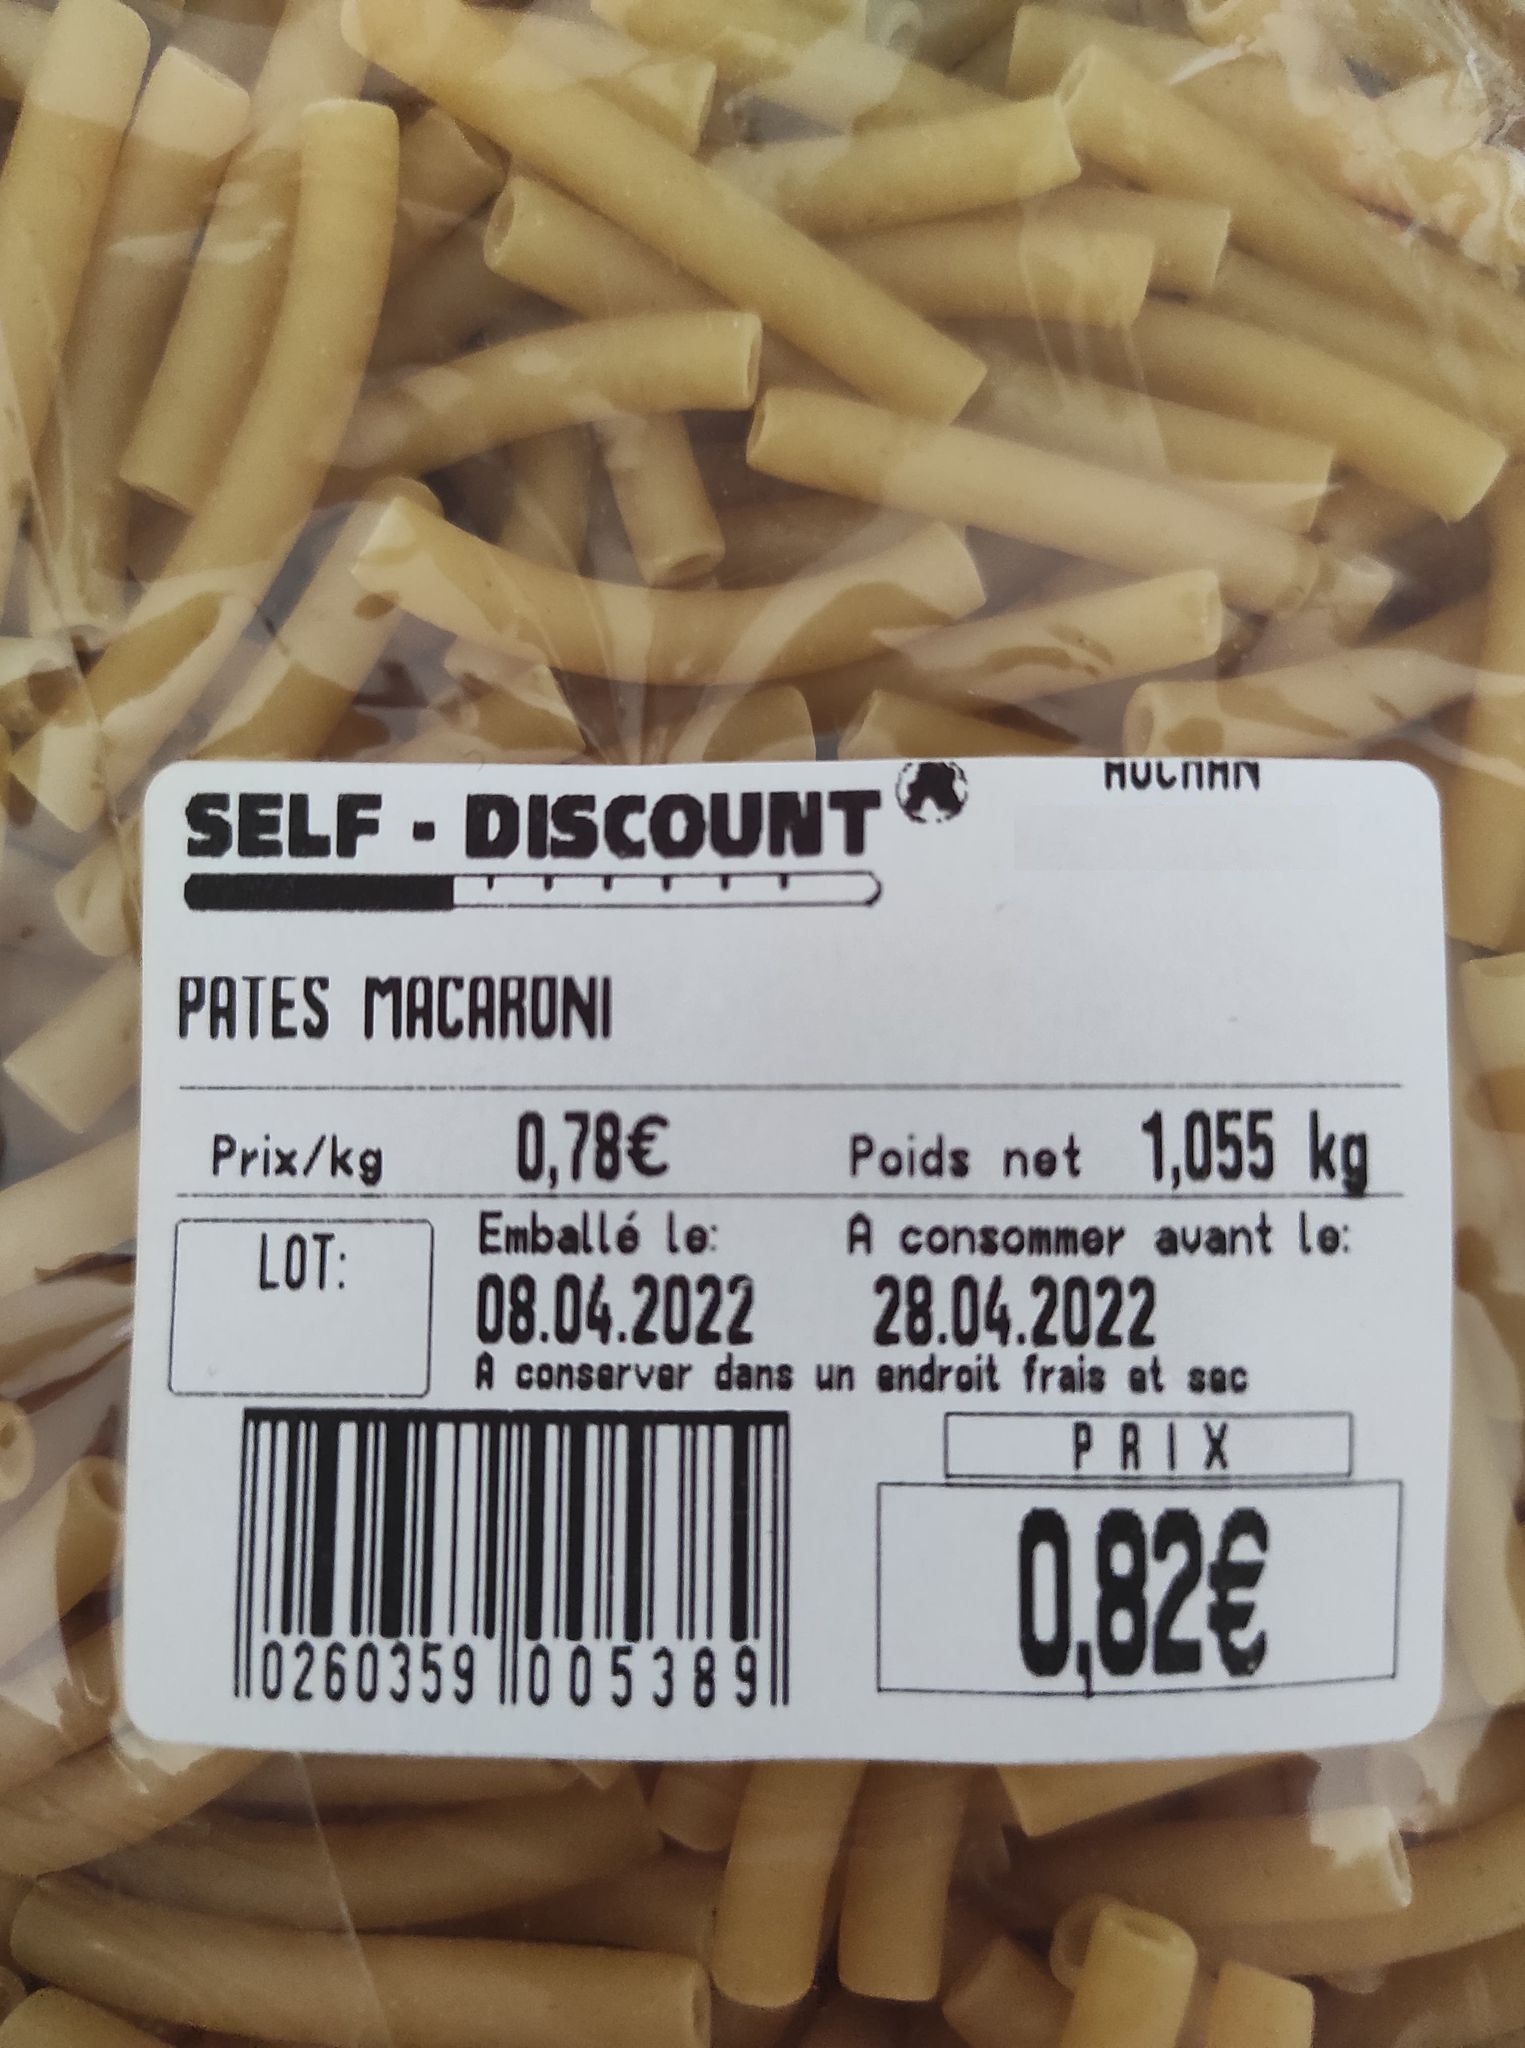 SELF - DISCOUNT
AUCHAN
PATES MACARONI
Prix/kg 0,78€ Poids net 1,055 kg
LOT:
Emballé le: A consommer avant le:
08.04.2022 28.04.2022
A conserver dans un endroit frais et sec
PRIX
0,82€
0260359 005389